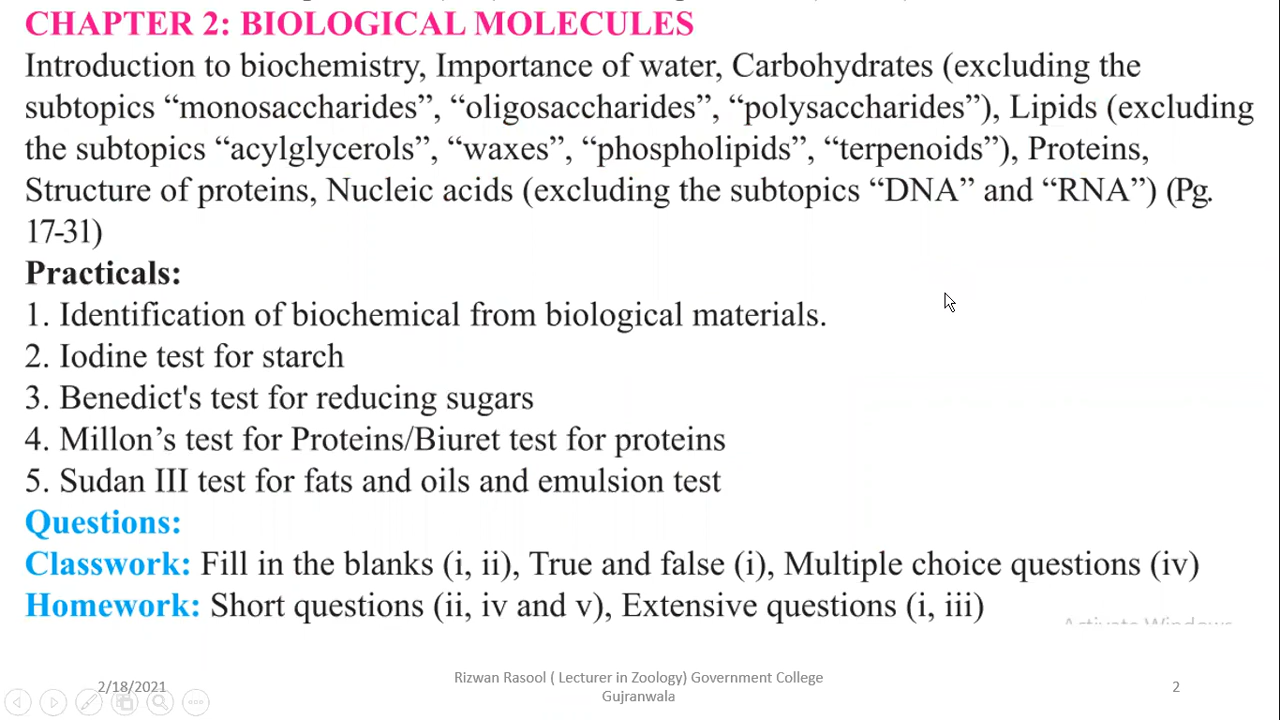 CHAPTER 2: BIOLOGICAL MOLECULES
Introduction to biochemistry, Importance of water, Carbohydrates (excluding the
subtopics “monosaccharides”, “oligosaccharides”, “polysaccharides”), Lipids (excluding
the subtopics “acylglycerols”, “waxes”, “phospholipids”, “terpenoids”), Proteins,
Structure of proteins, Nucleic acids (excluding the subtopics “DNA” and “RNA”) (Pg.
17-31)
Practicals:
1. Identification of biochemical from biological materials.
2. Iodine test for starch
3. Benedict's test for reducing sugars
4. Millon’s test for Proteins/Biuret test for proteins
5. Sudan III test for fats and oils and emulsion test
Questions:
Classwork: Fill in the blanks (i, ii), True and false (i), Multiple choice questions (iv)
Homework: Short questions (ii, iv and v), Extensive questions (i, iii)
Activate Windows
2/18/2021
Rizwan Rasool ( Lecturer in Zoology) Government College
Gujranwala
2